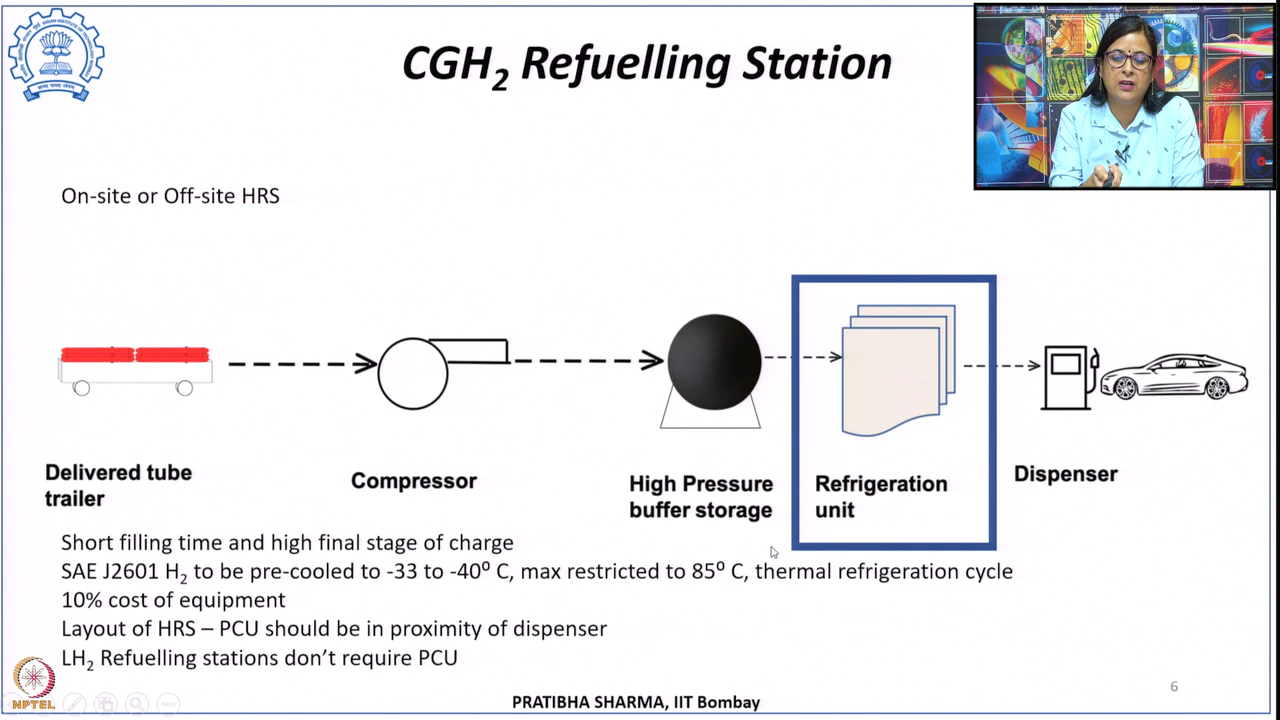 CGH2 Refuelling Station
On-site or Off-site HRS
Delivered tube
trailer
Compressor
High Pressure
buffer storage
Refrigeration
unit
Dispenser
Short filling time and high final stage of charge
SAE J2601 H2 to be pre-cooled to -33 to -40⁰ C, max restricted to 85⁰ C, thermal refrigeration cycle
10% cost of equipment
Layout of HRS – PCU should be in proximity of dispenser
LH2 Refuelling stations don't require PCU
NPTEL
PRATIBHA SHARMA, IIT Bombay
6